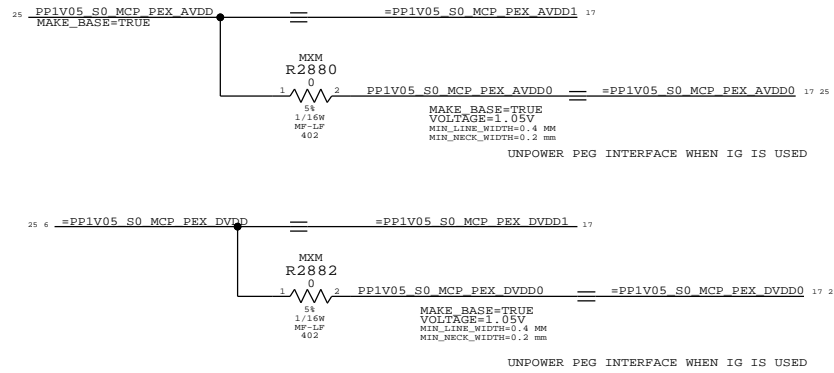 25 PP1V05_S0_MCP_PEX_AVDD =PP1V05_S0_MCP_PEX_AVDD1 17
MAKE_BASE=TRUE
MXM
R2880
0
1 2 PP1V05_S0_MCP_PEX_AVDD0 =PP1V05_S0_MCP_PEX_AVDD0 17 25
5%
1/16W
MF-LF
402
MAKE_BASE=TRUE
VOLTAGE=1.05V
MIN_LINE_WIDTH=0.4 MM
MIN_NECK_WIDTH=0.2 mm
UNPOWER PEG INTERFACE WHEN IG IS USED
25 6 =PP1V05_S0_MCP_PEX_DVDD =PP1V05_S0_MCP_PEX_DVDD1 17
MXM
R2882
0
1 2 PP1V05_S0_MCP_PEX_DVDD0 =PP1V05_S0_MCP_PEX_DVDD0 17 2
5%
1/16W
MF-LF
402
MAKE_BASE=TRUE
VOLTAGE=1.05V
MIN_LINE_WIDTH=0.4 MM
MIN_NECK_WIDTH=0.2 mm
UNPOWER PEG INTERFACE WHEN IG IS USED